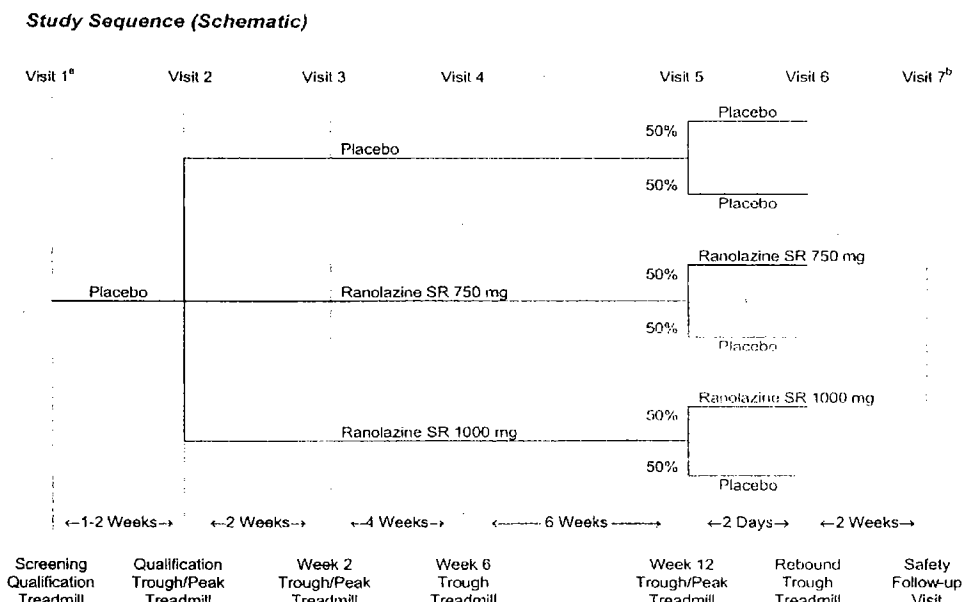 Study Sequence (Schematic)
Visit 1a Visit 2 Visit 3 Visit 4 Visit 5 Visit 6 Visit 7b
Placebo
50%
Placebo
50%
Placebo
Ranolazine SR 750 mg
50%
Placebo Ranolazine SR 750 mg
50%
Placebo
Ranolazine SR 1000 mg
50%
Ranolazine SR 1000 mg
50%
Placebo
←1-2 Weeks→ ←2 Weeks→ ←4 Weeks→ ←6 Weeks→ ←2 Days→ ←2 Weeks→
Screening Qualification Week 2 Week 6 Week 12 Rebound Safety
Qualification Trough/Peak Trough/Peak Trough Trough/Peak Trough Follow-up
Treadmill Treadmill Treadmill Treadmill Treadmill Treadmill Visit